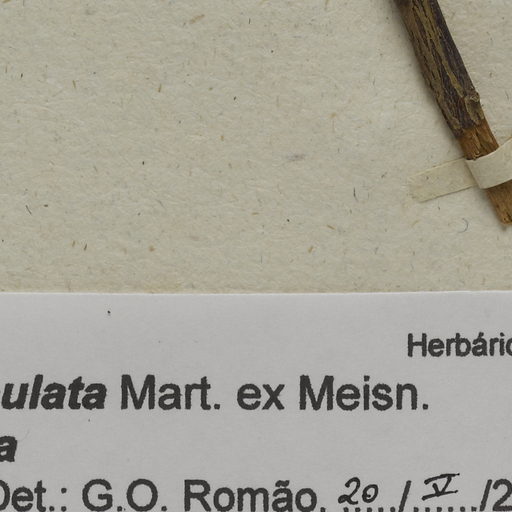 Herbário
ulata Mart. ex Meisn.
a
Det.: G.O. Romão, 20/V/2